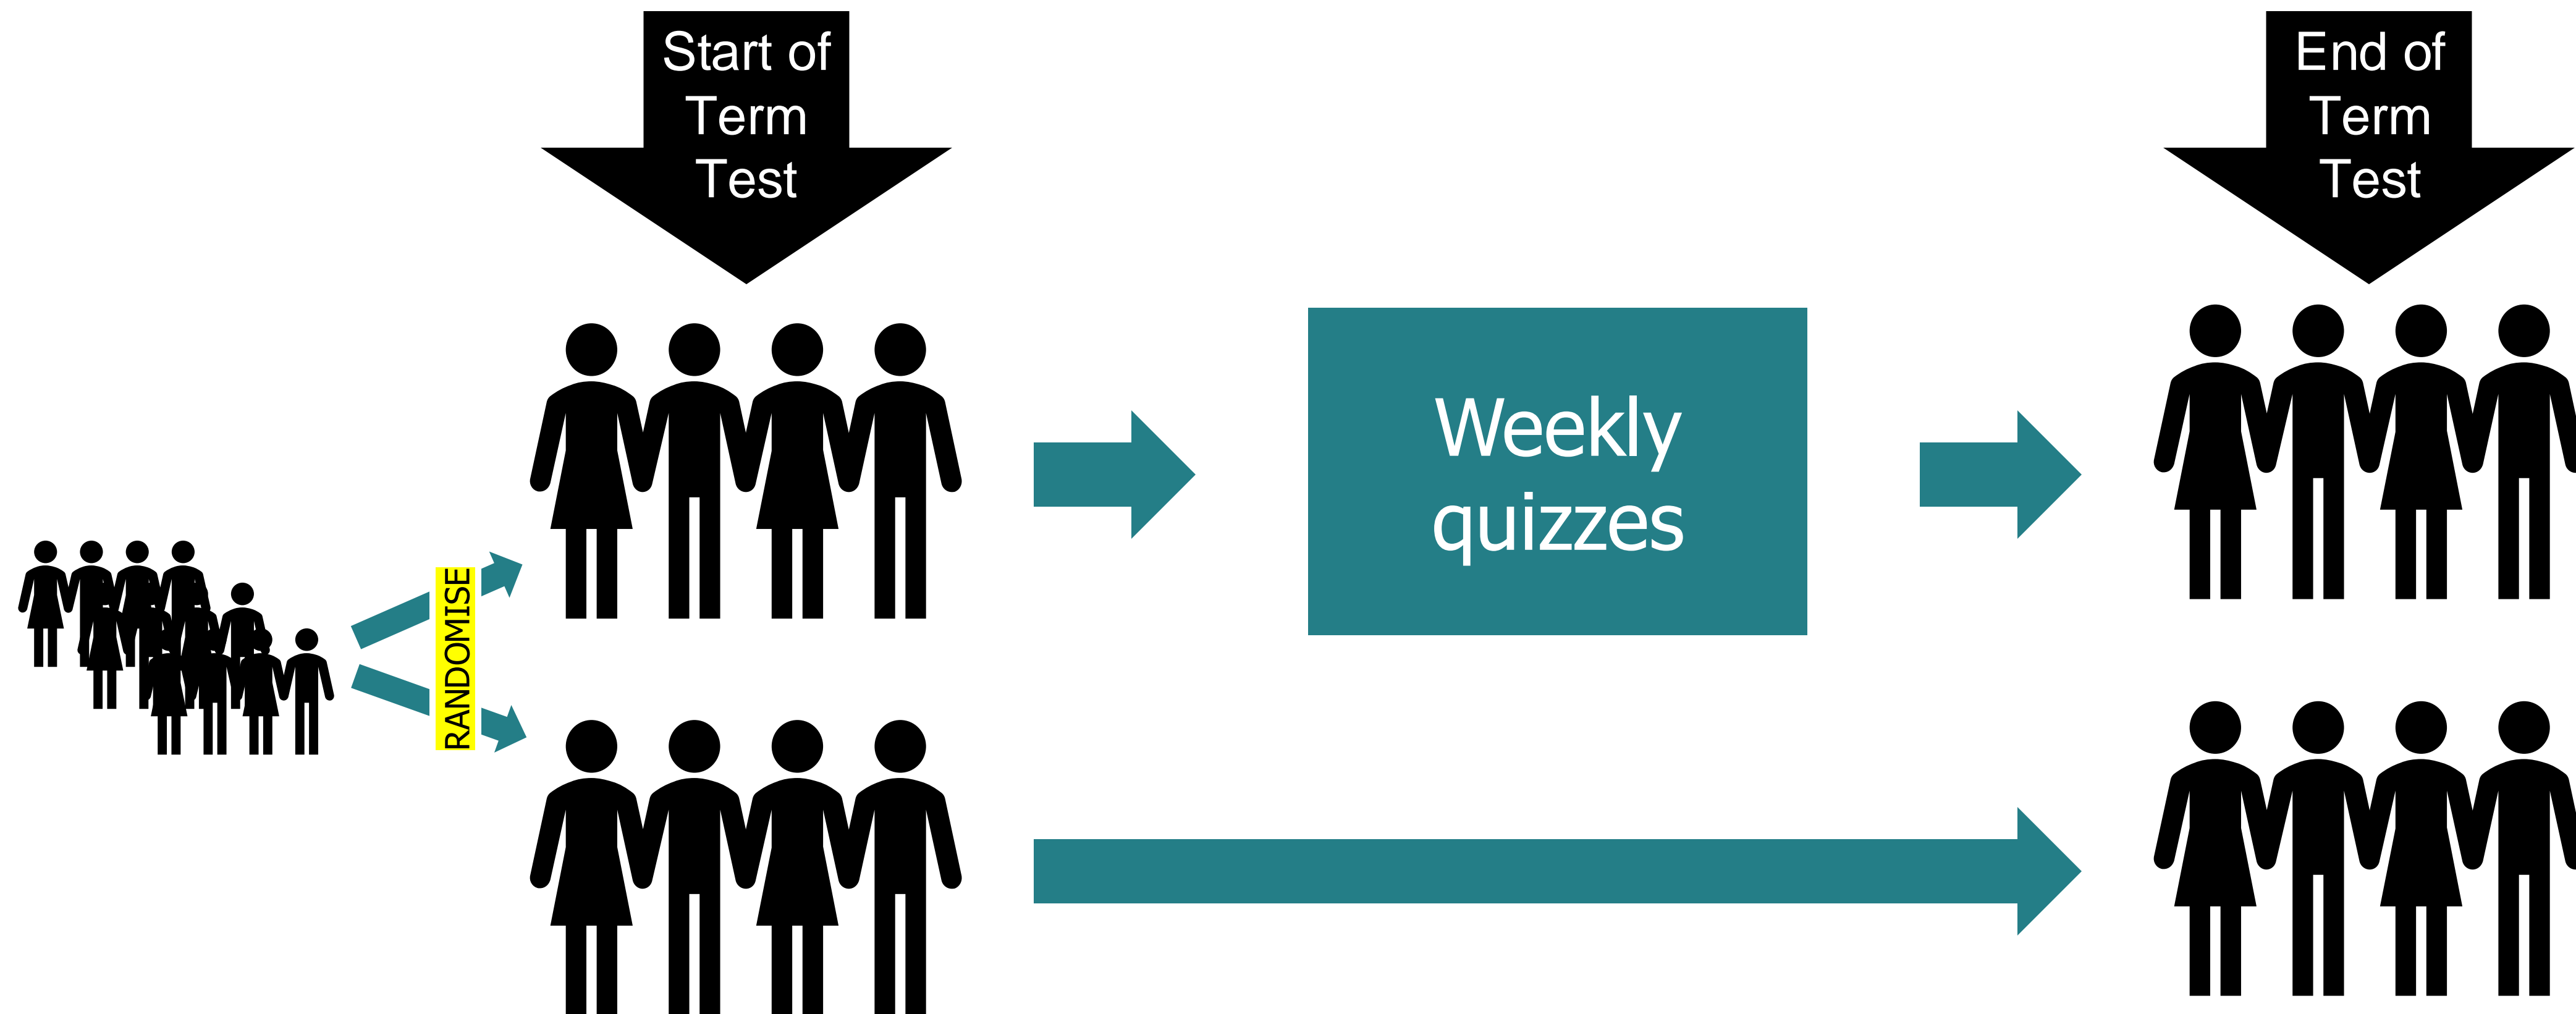 Start of
Term
Test
End of
Term
Test
Weekly
quizzes
RANDOMISE